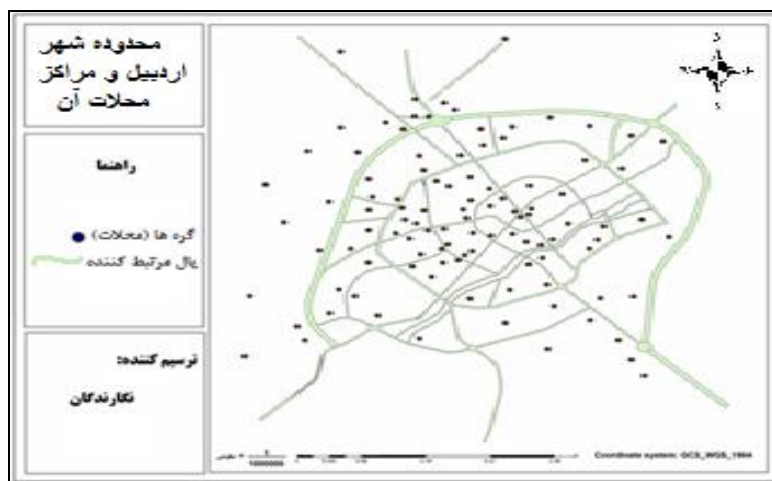 محدوده شهر
اردبیل و مراکز
محلات آن
راهنما
گره ها (محلات)
یال مرتبط کننده
ترسیم کننده:
نگارندگان
1000000
Coordinate system: GCS_WGS_1984